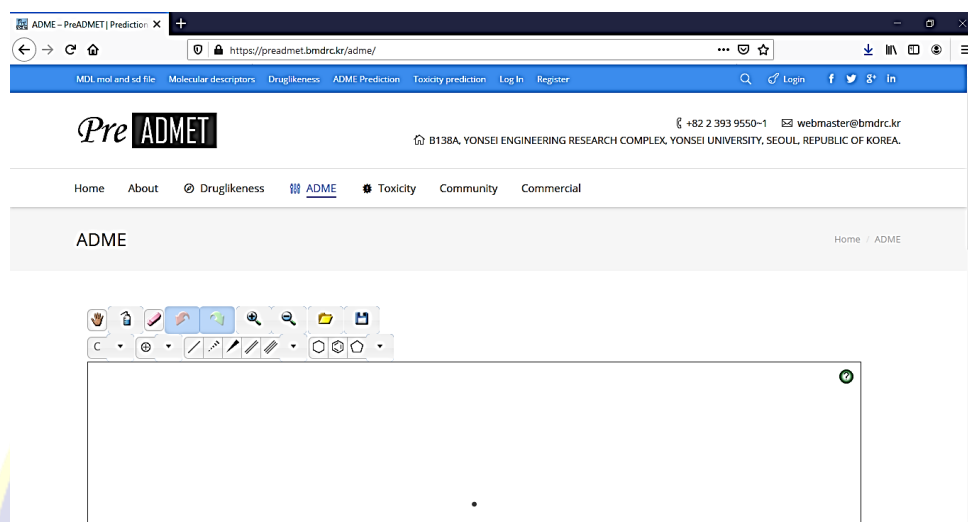 ADME – PreADMET | Prediction
https://preadmet.bmdrc.kr/adme/
MDL mol and sd file Molecular descriptors Druglikeness ADME Prediction Toxicity prediction Log In Register Login
Pre ADMET
+82 2 393 9550~1 webmaster@bmdrc.kr
B138A, YONSEI ENGINEERING RESEARCH COMPLEX, YONSEI UNIVERSITY, SEOUL, REPUBLIC OF KOREA.
Home About Druglikeness ADME Toxicity Community Commercial
ADME Home / ADME
C